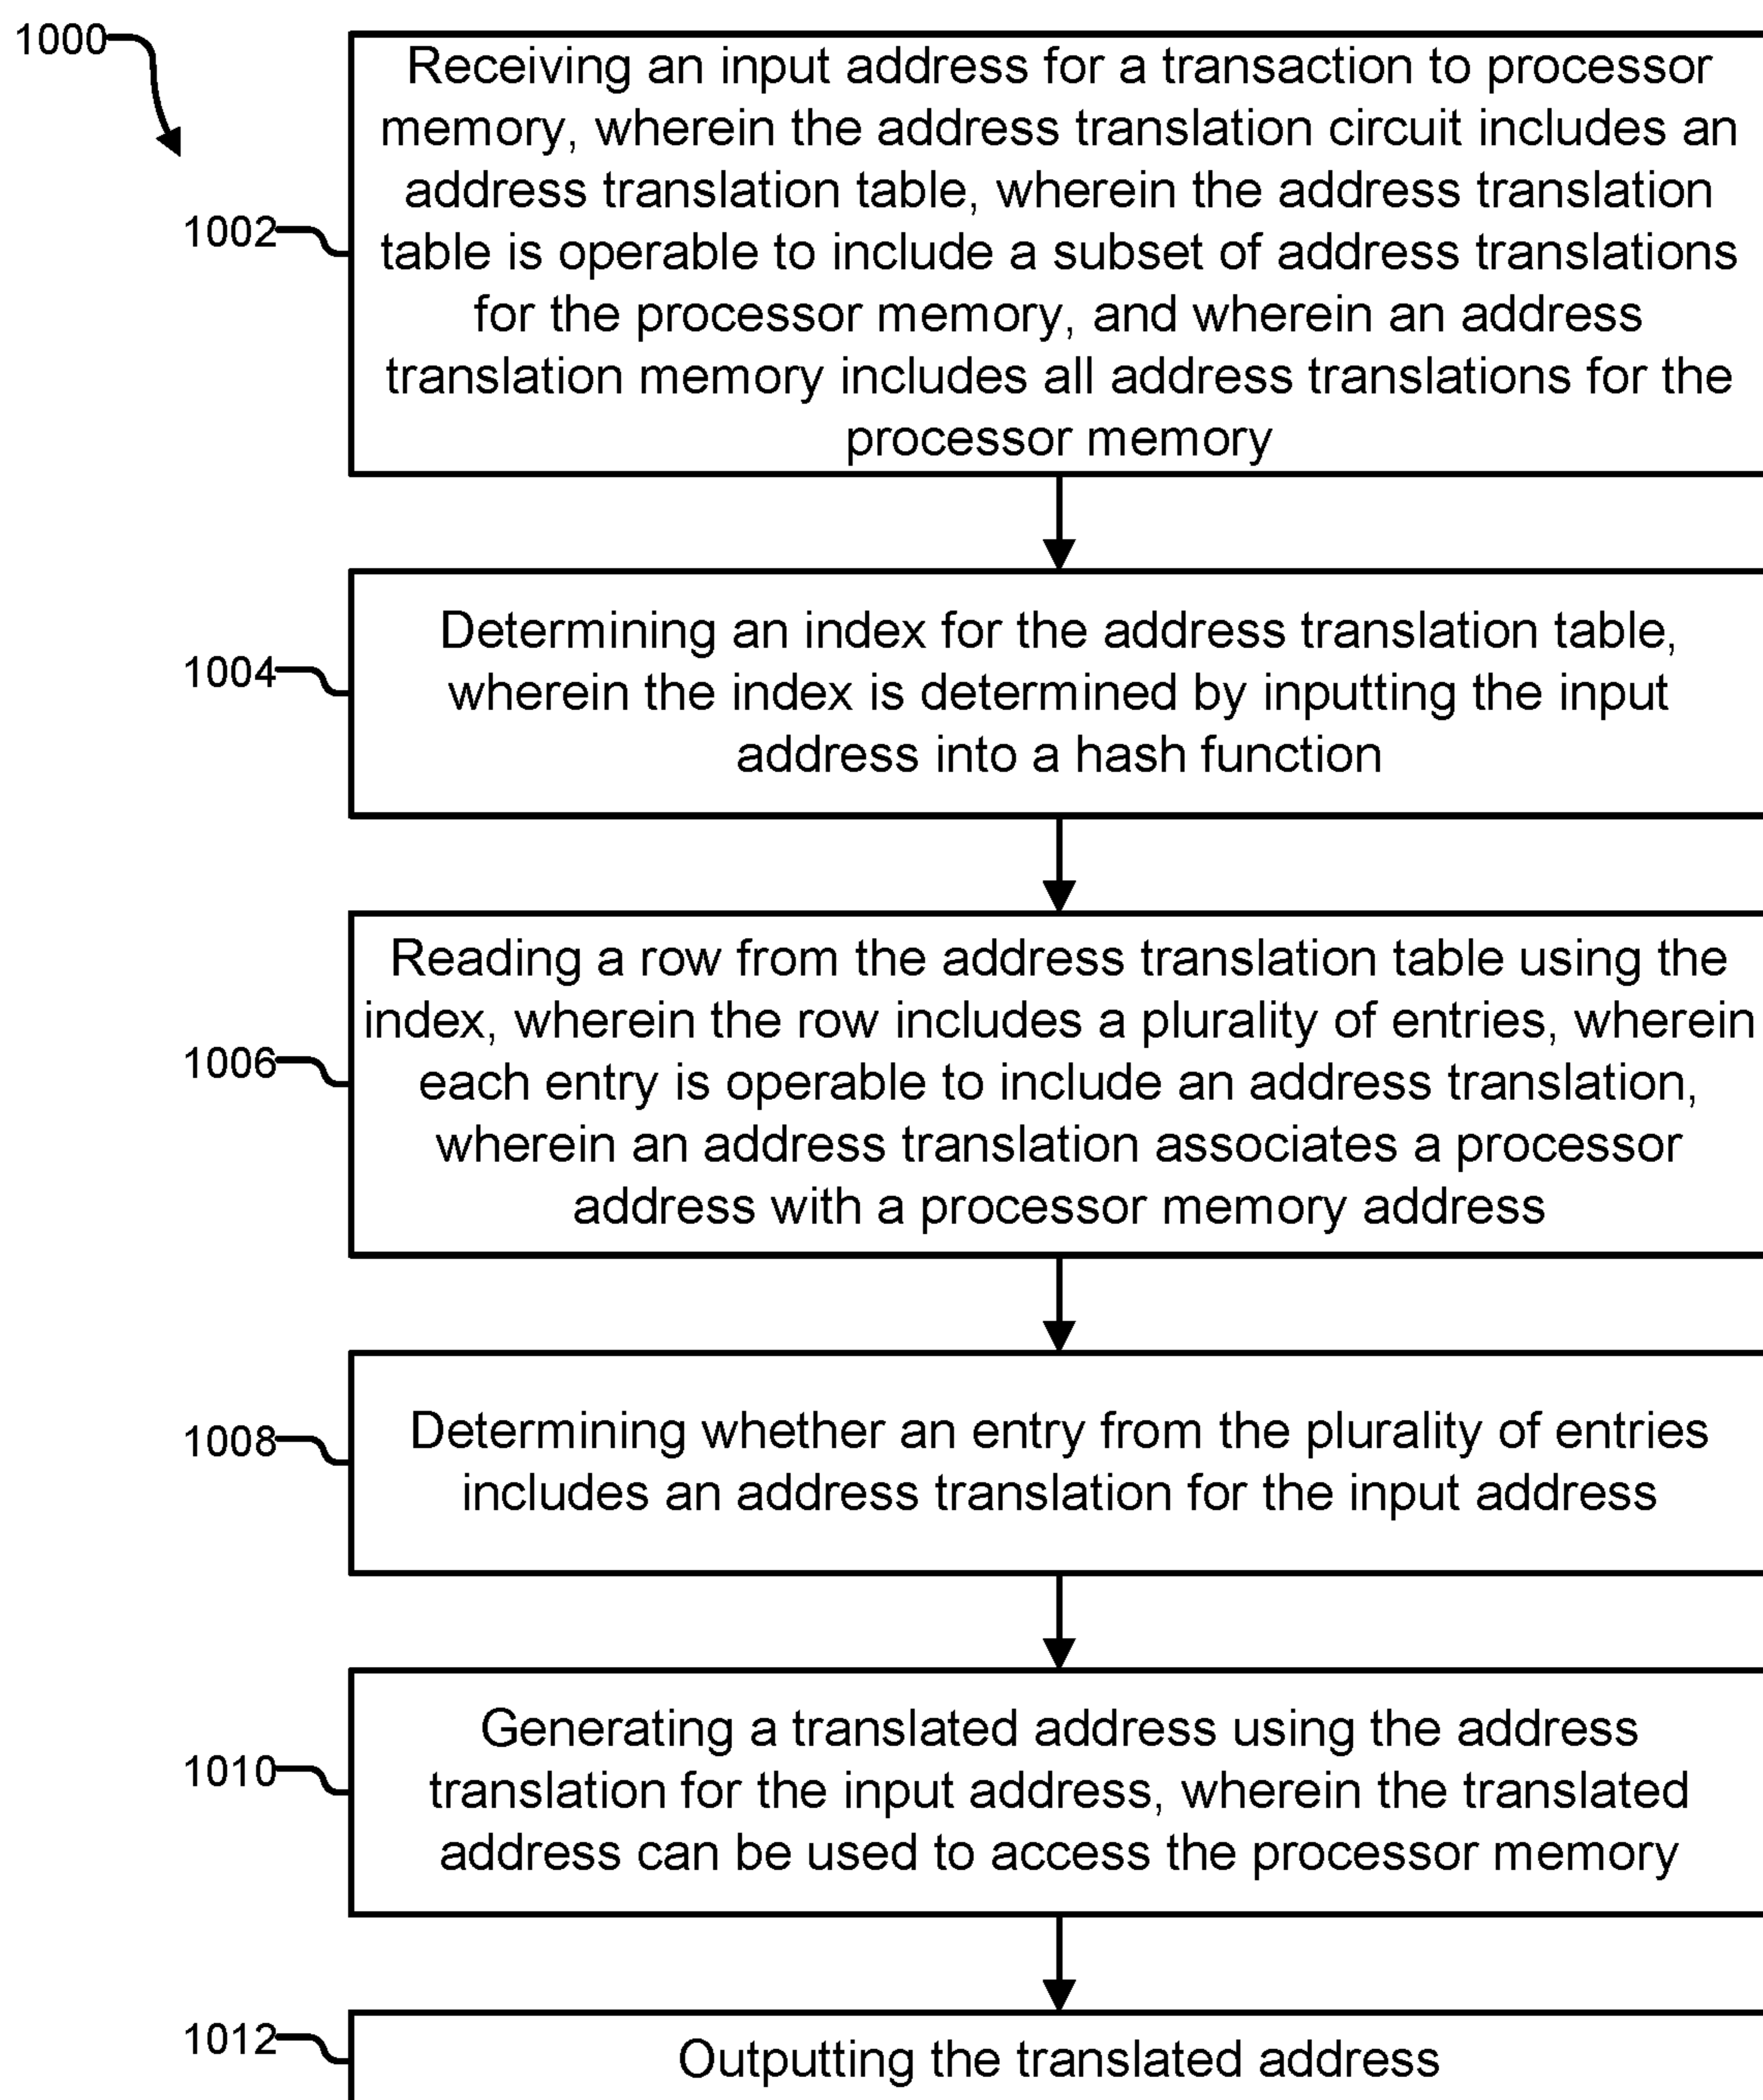 1000
Receiving an input address for a transaction to processor
memory, wherein the address translation circuit includes an
address translation table, wherein the address translation
1002
table is operable to include a subset of address translations
for the processor memory, and wherein an address
translation memory includes all address translations for the
processor memory
Determining an index for the address translation table,
1004
wherein the index is determined by inputting the input
address into a hash function
Reading a row from the address translation table using the
index, wherein the row includes a plurality of entries, wherein
1006
each entry is operable to include an address translation,
wherein an address translation associates a processor
address with a processor memory address
1008
Determining whether an entry from the plurality of entries
includes an address translation for the input address
Generating a translated address using the address
1010
translation for the input address, wherein the translated
address can be used to access the processor memory
1012
Outputting the translated address